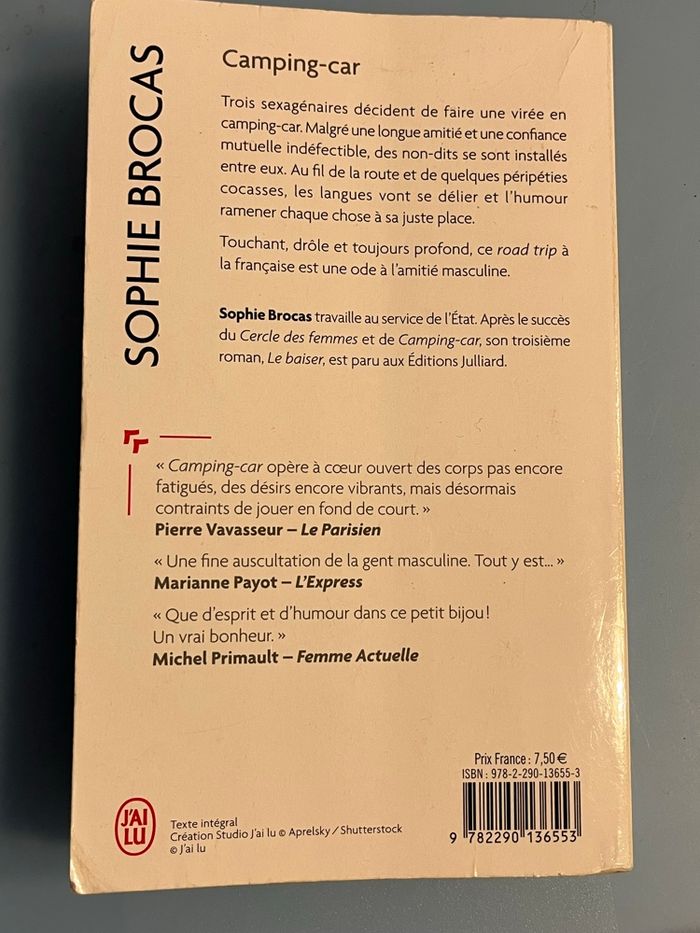 SOPHIE BROCAS
Camping-car
Trois sexagénaires décident de faire une virée en
camping-car. Malgré une longue amitié et une confiance
mutuelle indéfectible, des non-dits se sont installés
entre eux. Au fil de la route et de quelques péripéties
cocasses, les langues vont se délier et l'humour
ramener chaque chose à sa juste place.
Touchant, drôle et toujours profond, ce road trip à
la française est une ode à l'amitié masculine.
Sophie Brocas travaille au service de l'État. Après le succès
du Cercle des femmes et de Camping-car, son troisième
roman, Le baiser, est paru aux Éditions Julliard.
« Camping-car opère à cœur ouvert des corps pas encore
fatigués, des désirs encore vibrants, mais désormais
contraints de jouer en fond de court. »
Pierre Vavasseur – Le Parisien
« Une fine auscultation de la gent masculine. Tout y est... »
Marianne Payot – L'Express
« Que d'esprit et d'humour dans ce petit bijou !
Un vrai bonheur. »
Michel Primault – Femme Actuelle
Prix France : 7,50 €
ISBN : 978-2-290-13655-3
9 782290 136553
J'AI
LU
Texte intégral
Création Studio J'ai lu © Aprelsky / Shutterstock
© J'ai lu